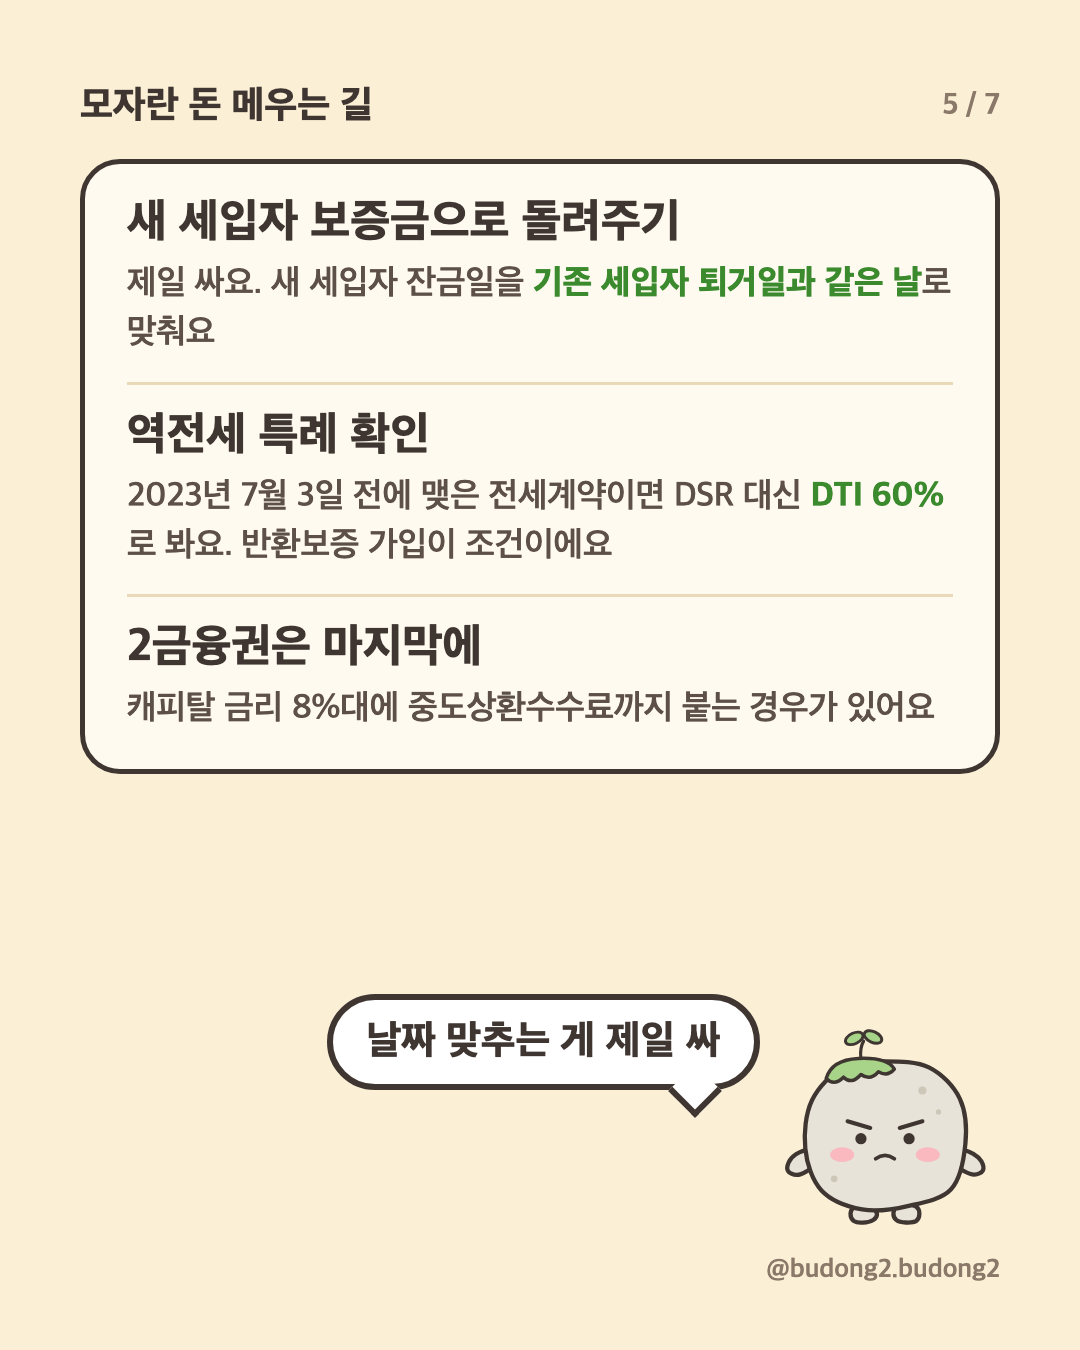 모자란 돈 메우는 길
5 / 7
새 세입자 보증금으로 돌려주기
제일 싸요. 새 세입자 잔금일을 기존 세입자 퇴거일과 같은 날로
맞춰요
역전세 특례 확인
2023년 7월 3일 전에 맺은 전세계약이면 DSR 대신 DTI 60%
로 봐요. 반환보증 가입이 조건이에요
2금융권은 마지막에
캐피탈 금리 8%대에 중도상환수수료까지 붙는 경우가 있어요
날짜 맞추는 게 제일 싸
@budong2.budong2